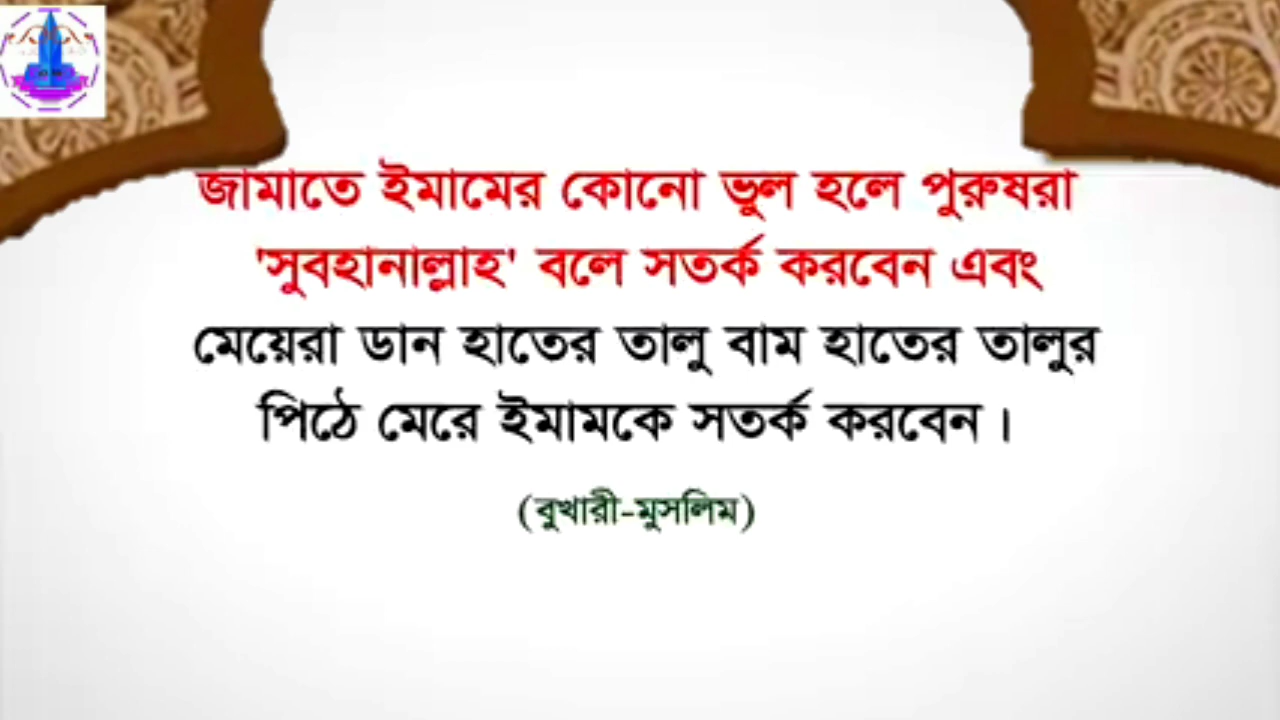 জামাতে ইমামের কোনো ভুল হলে পুরুষরা
'সুবহানাল্লাহ' বলে সতর্ক করবেন এবং
মেয়েরা ডান হাতের তালু বাম হাতের তালুর
পিঠে মেরে ইমামকে সতর্ক করবেন।
(বুখারী-মুসলিম)